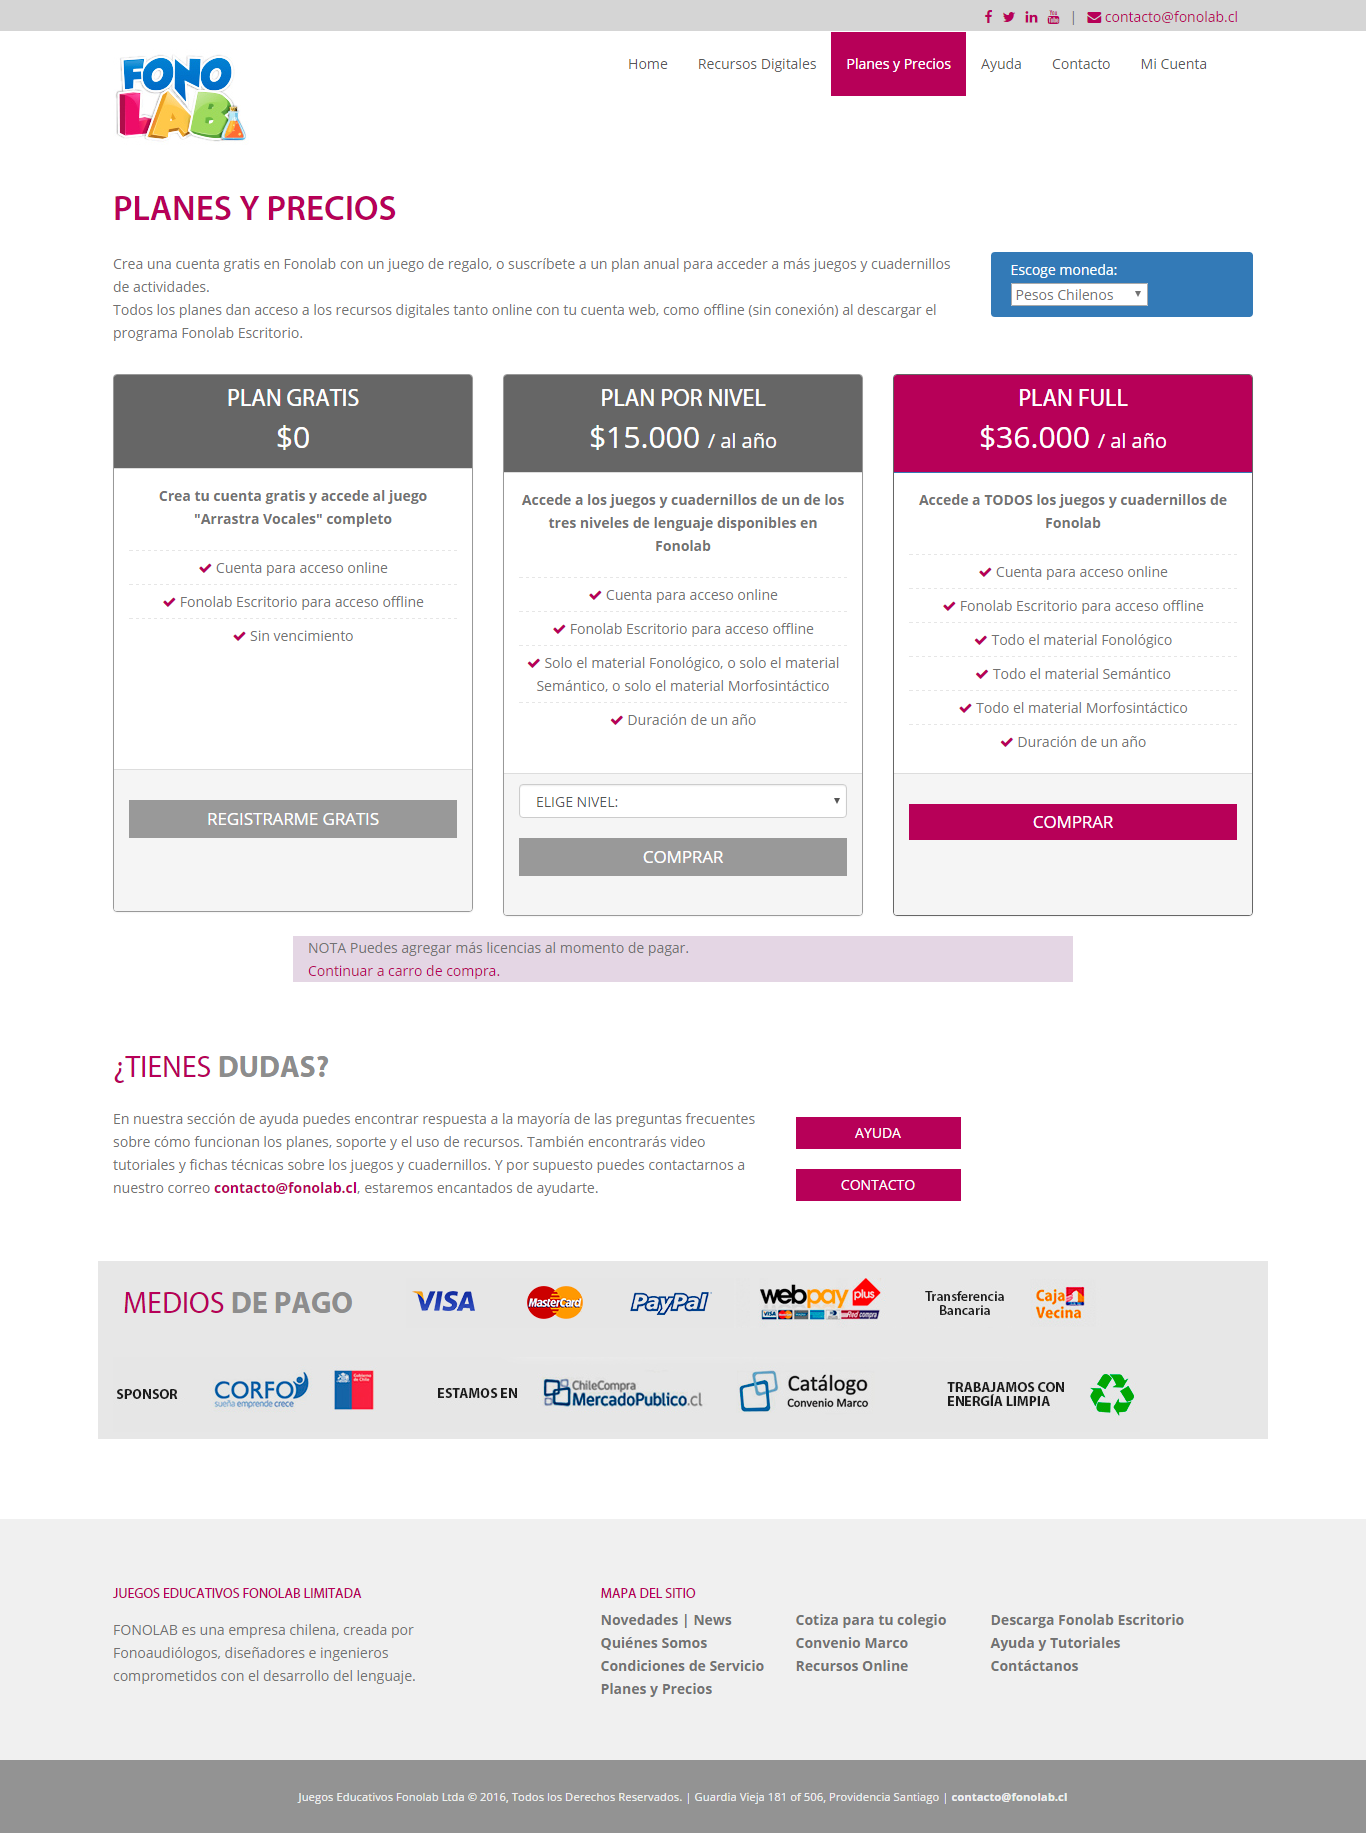 contacto@fonolab.cl
FONO
LAB
Home Recursos Digitales Planes y Precios Ayuda Contacto Mi Cuenta
PLANES Y PRECIOS
Crea una cuenta gratis en Fonolab con un juego de regalo, o suscríbete a un plan anual para acceder a más juegos y cuadernillos
de actividades.
Todos los planes dan acceso a los recursos digitales tanto online con tu cuenta web, como offline (sin conexión) al descargar el
programa Fonolab Escritorio.
Escoge moneda:
Pesos Chilenos
PLAN GRATIS
$0
Crea tu cuenta gratis y accede al juego
"Arrastra Vocales" completo
Cuenta para acceso online
Fonolab Escritorio para acceso offline
Sin vencimiento
REGISTRARME GRATIS
PLAN POR NIVEL
$15.000 / al año
Accede a los juegos y cuadernillos de un de los
tres niveles de lenguaje disponibles en
Fonolab
Cuenta para acceso online
Fonolab Escritorio para acceso offline
Solo el material Fonológico, o solo el material
Semántico, o solo el material Morfosintáctico
Duración de un año
ELIGE NIVEL:
COMPRAR
PLAN FULL
$36.000 / al año
Accede a TODOS los juegos y cuadernillos de
Fonolab
Cuenta para acceso online
Fonolab Escritorio para acceso offline
Todo el material Fonológico
Todo el material Semántico
Todo el material Morfosintáctico
Duración de un año
COMPRAR
NOTA Puedes agregar más licencias al momento de pagar.
Continuar a carro de compra.
¿TIENES DUDAS?
En nuestra sección de ayuda puedes encontrar respuesta a la mayoría de las preguntas frecuentes
sobre cómo funcionan los planes, soporte y el uso de recursos. También encontrarás video
tutoriales y fichas técnicas sobre los juegos y cuadernillos. Y por supuesto puedes contactarnos a
nuestro correo contacto@fonolab.cl, estaremos encantados de ayudarte.
AYUDA
CONTACTO
MEDIOS DE PAGO
VISA
MasterCard
PayPal
webpay plus
Transferencia
Bancaria
Caja
Vecina
SPONSOR
CORFO
sueña emprende crece
Gobierno
de Chile
ESTAMOS EN
ChileCompra
MercadoPublico.cl
Catálogo
Convenio Marco
TRABAJAMOS CON
ENERGÍA LIMPIA
JUEGOS EDUCATIVOS FONOLAB LIMITADA
FONOLAB es una empresa chilena, creada por
Fonoaudiólogos, diseñadores e ingenieros
comprometidos con el desarrollo del lenguaje.
MAPA DEL SITIO
Novedades | News
Quiénes Somos
Condiciones de Servicio
Planes y Precios
Cotiza para tu colegio
Convenio Marco
Recursos Online
Descarga Fonolab Escritorio
Ayuda y Tutoriales
Contáctanos
Juegos Educativos Fonolab Ltda © 2016, Todos los Derechos Reservados. | Guardia Vieja 181 of 506, Providencia Santiago | contacto@fonolab.cl